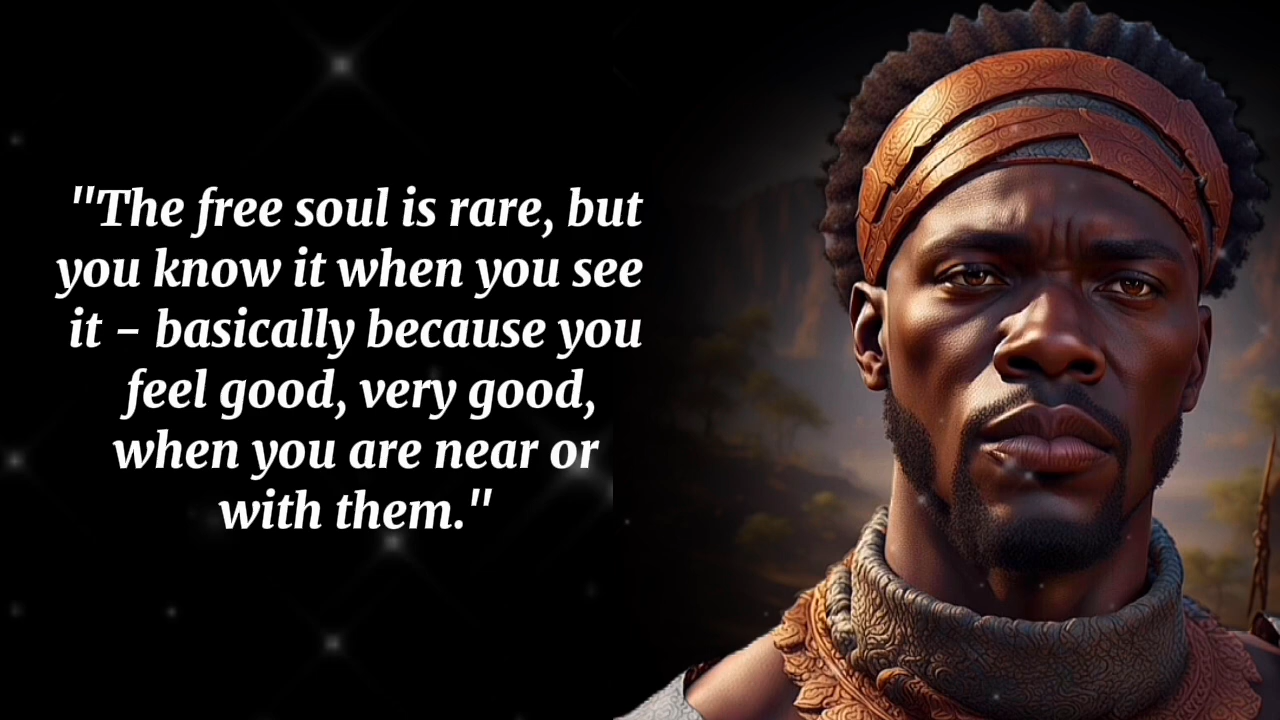 "The free soul is rare, but
you know it when you see
it – basically because you
feel good, very good,
when you are near or
with them."